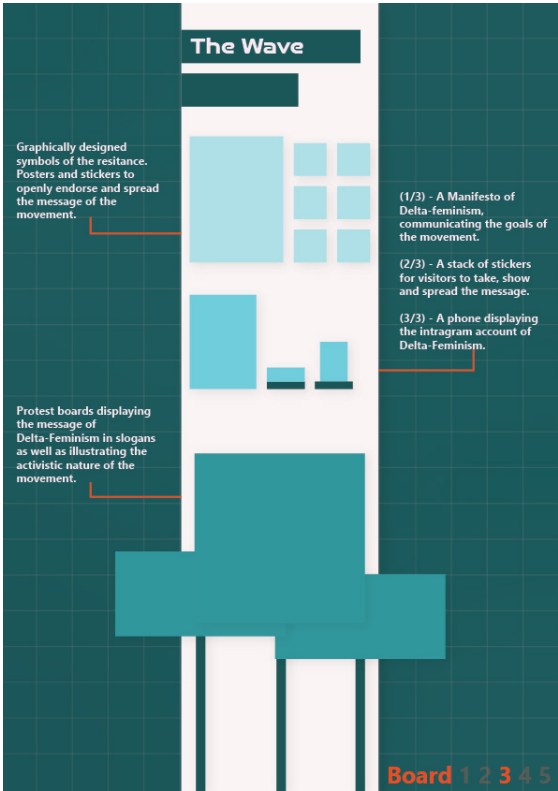 The Wave
Graphically designed
symbols of the resitance.
Posters and stickers to
openly endorse and spread
the message of the
movement.
(1/3) - A Manifesto of
Delta-feminism,
communicating the goals of
the movement.
(2/3) - A stack of stickers
for visitors to take, show
and spread the message.
(3/3) - A phone displaying
the intragram account of
Delta-Feminism.
Protest boards displaying
the message of
Delta-Feminism in slogans
as well as illustrating the
activistic nature of the
movement.
Board 1 2 3 4 5